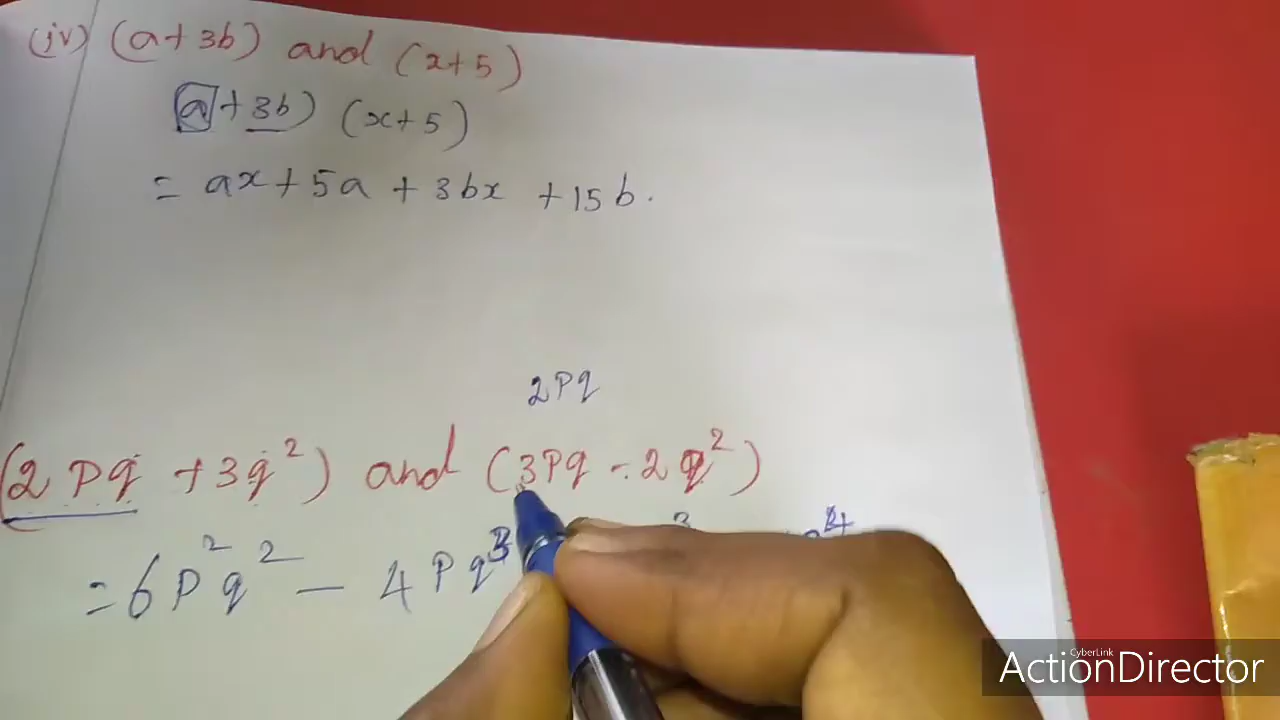 (iv) (a+3b) and (x+5)
a+3b) (x+5)
= ax+5a + 3bx +15b.
2Pq
(2Pq +3q²) and (3Pq -2q²)
=6P²q² - 4Pq³
CyberLink
ActionDirector